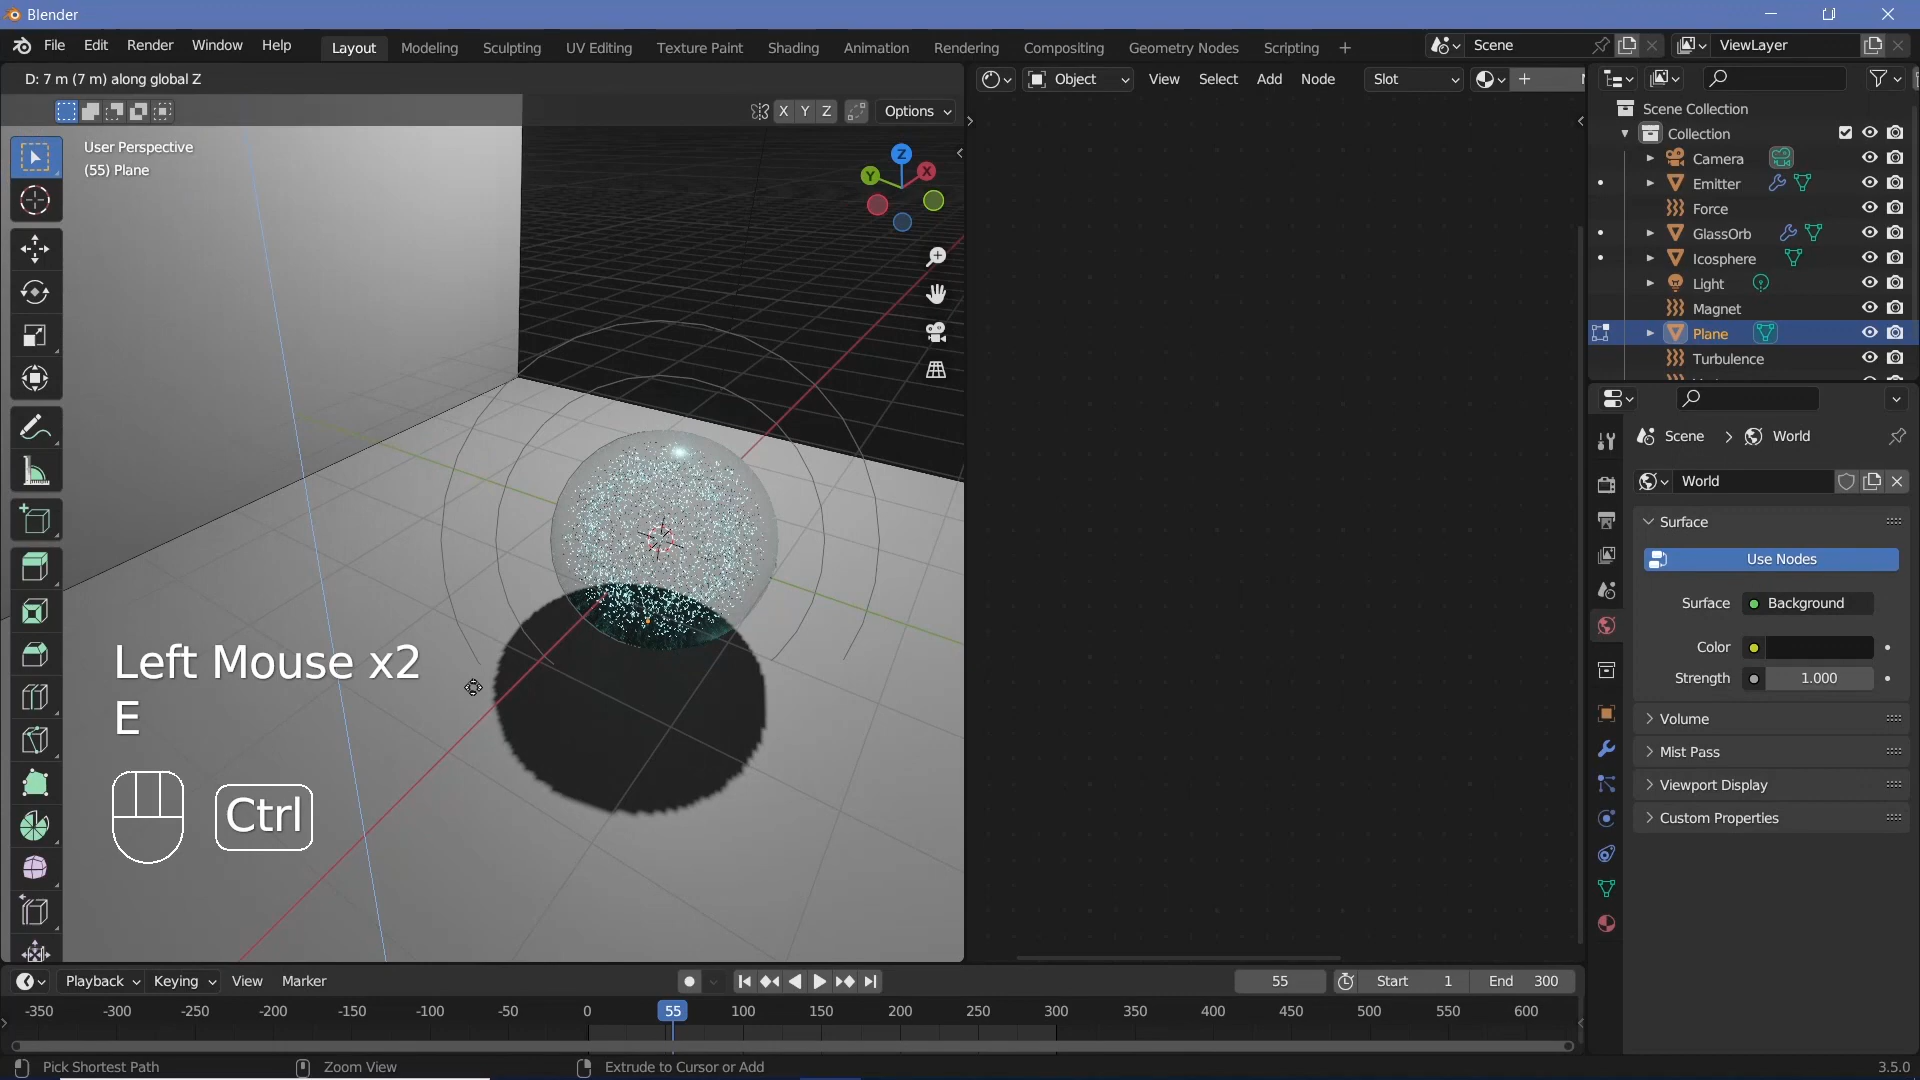 Blender
File Edit Render Window Help
Layout Modeling Sculpting UV Editing Texture Paint Shading Animation Rendering Compositing Geometry Nodes Scripting +
Scene
ViewLayer
D: 7 m (7 m) along global Z
Object View Select Add Node Slot
X Y Z Options
User Perspective
(55) Plane
Z
X
Y
Scene Collection
Collection
Camera
Emitter
Force
GlassOrb
Icosphere
Light
Magnet
Plane
Turbulence
Scene > World
World
Surface
Use Nodes
Surface Background
Color
Strength 1.000
Volume
Mist Pass
Viewport Display
Custom Properties
Left Mouse x2
E
Ctrl
Playback Keying View Marker
55 Start 1 End 300
-350 -300 -250 -200 -150 -100 -50 0 55 100 150 200 250 300 350 400 450 500 550 600
Pick Shortest Path Zoom View Extrude to Cursor or Add 3.5.0